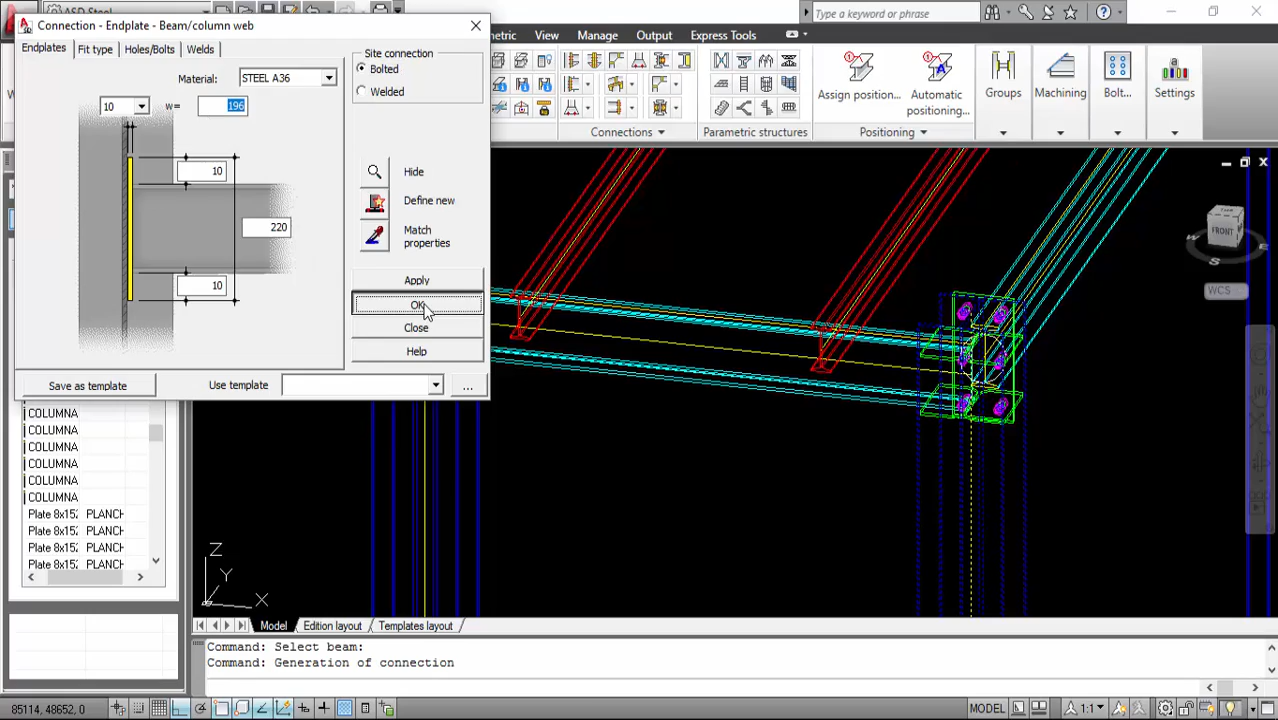 ASD Steel
Type a keyword or phrase
Connection - Endplate - Beam/column web
Endplates Fit type Holes/Bolts Welds
Material: STEEL A36
10 w= 196
10
220
10
Site connection
Bolted
Welded
Hide
Define new
Match
properties
Apply
OK
Close
Help
Save as template Use template ...
View Manage Output Express Tools
Connections Parametric structures
Assign position... Automatic
positioning...
Positioning
Groups
Machining
Bolt...
Settings
FRONT
S
WCS
COLUMNA
COLUMNA
COLUMNA
COLUMNA
COLUMNA
COLUMNA
Plate 8x152 PLANCH
Plate 8x152 PLANCH
Plate 8x152 PLANCH
Plate 8x152 PLANCH
Z
Y
X
Model Edition layout Templates layout
Command: Select beam:
Command: Generation of connection
85114, 48652, 0
MODEL 1:1